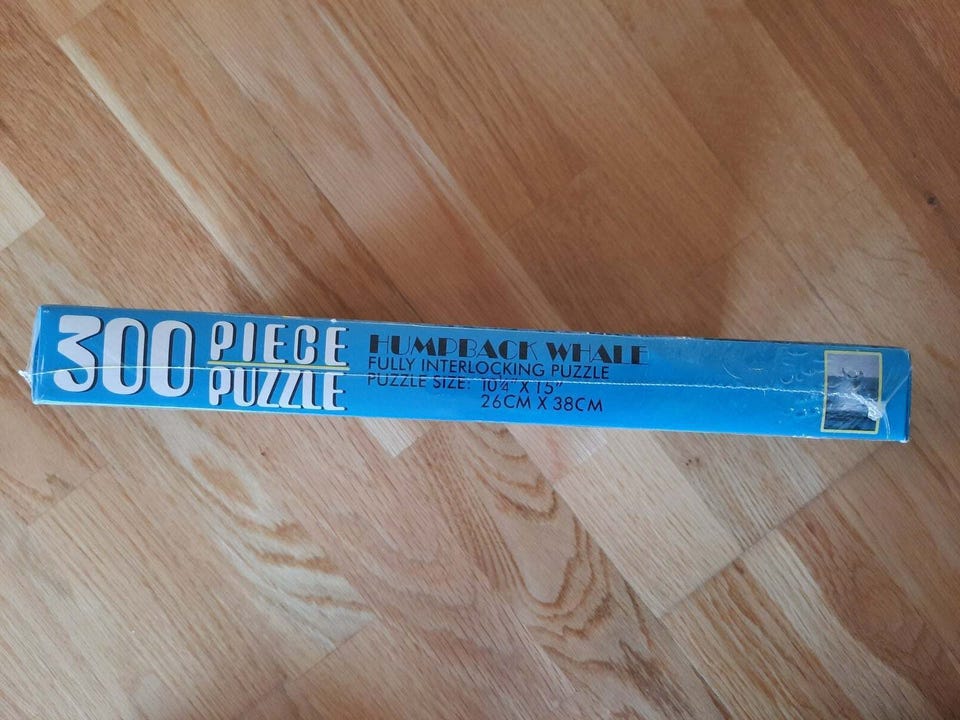 300 PIECE PUZZLE
HUMPBACK WHALE
FULLY INTERLOCKING PUZZLE
PUZZLE SIZE: 10¼" X 15"
26CM X 38CM